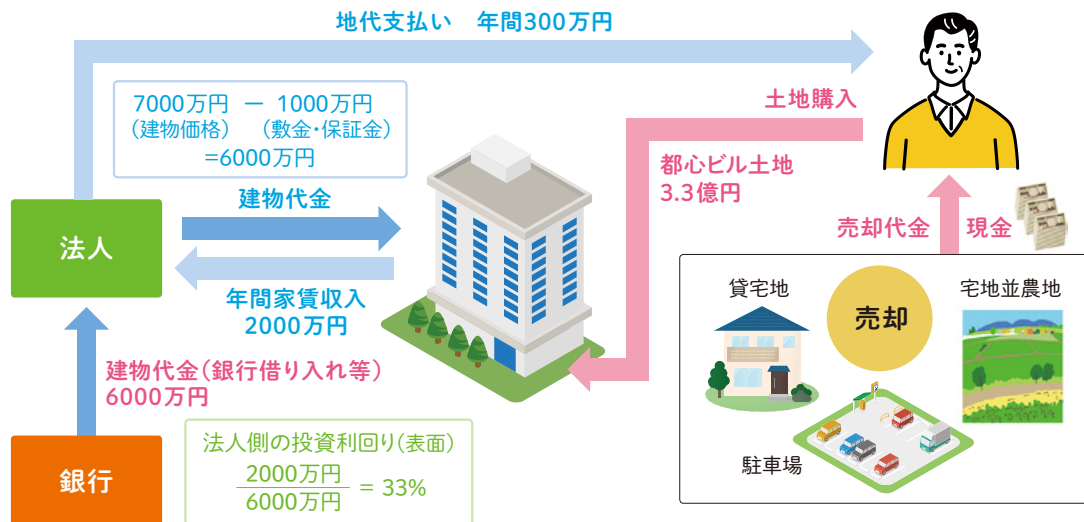 地代支払い 年間300万円
7000万円 － 1000万円
（建物価格） （敷金・保証金）
=6000万円
土地購入
都心ビル土地
3.3億円
建物代金
法人
年間家賃収入
2000万円
売却代金 現金
貸宅地
売却
宅地並農地
駐車場
建物代金（銀行借り入れ等）
6000万円
銀行
法人側の投資利回り（表面）
2000万円
6000万円
= 33%